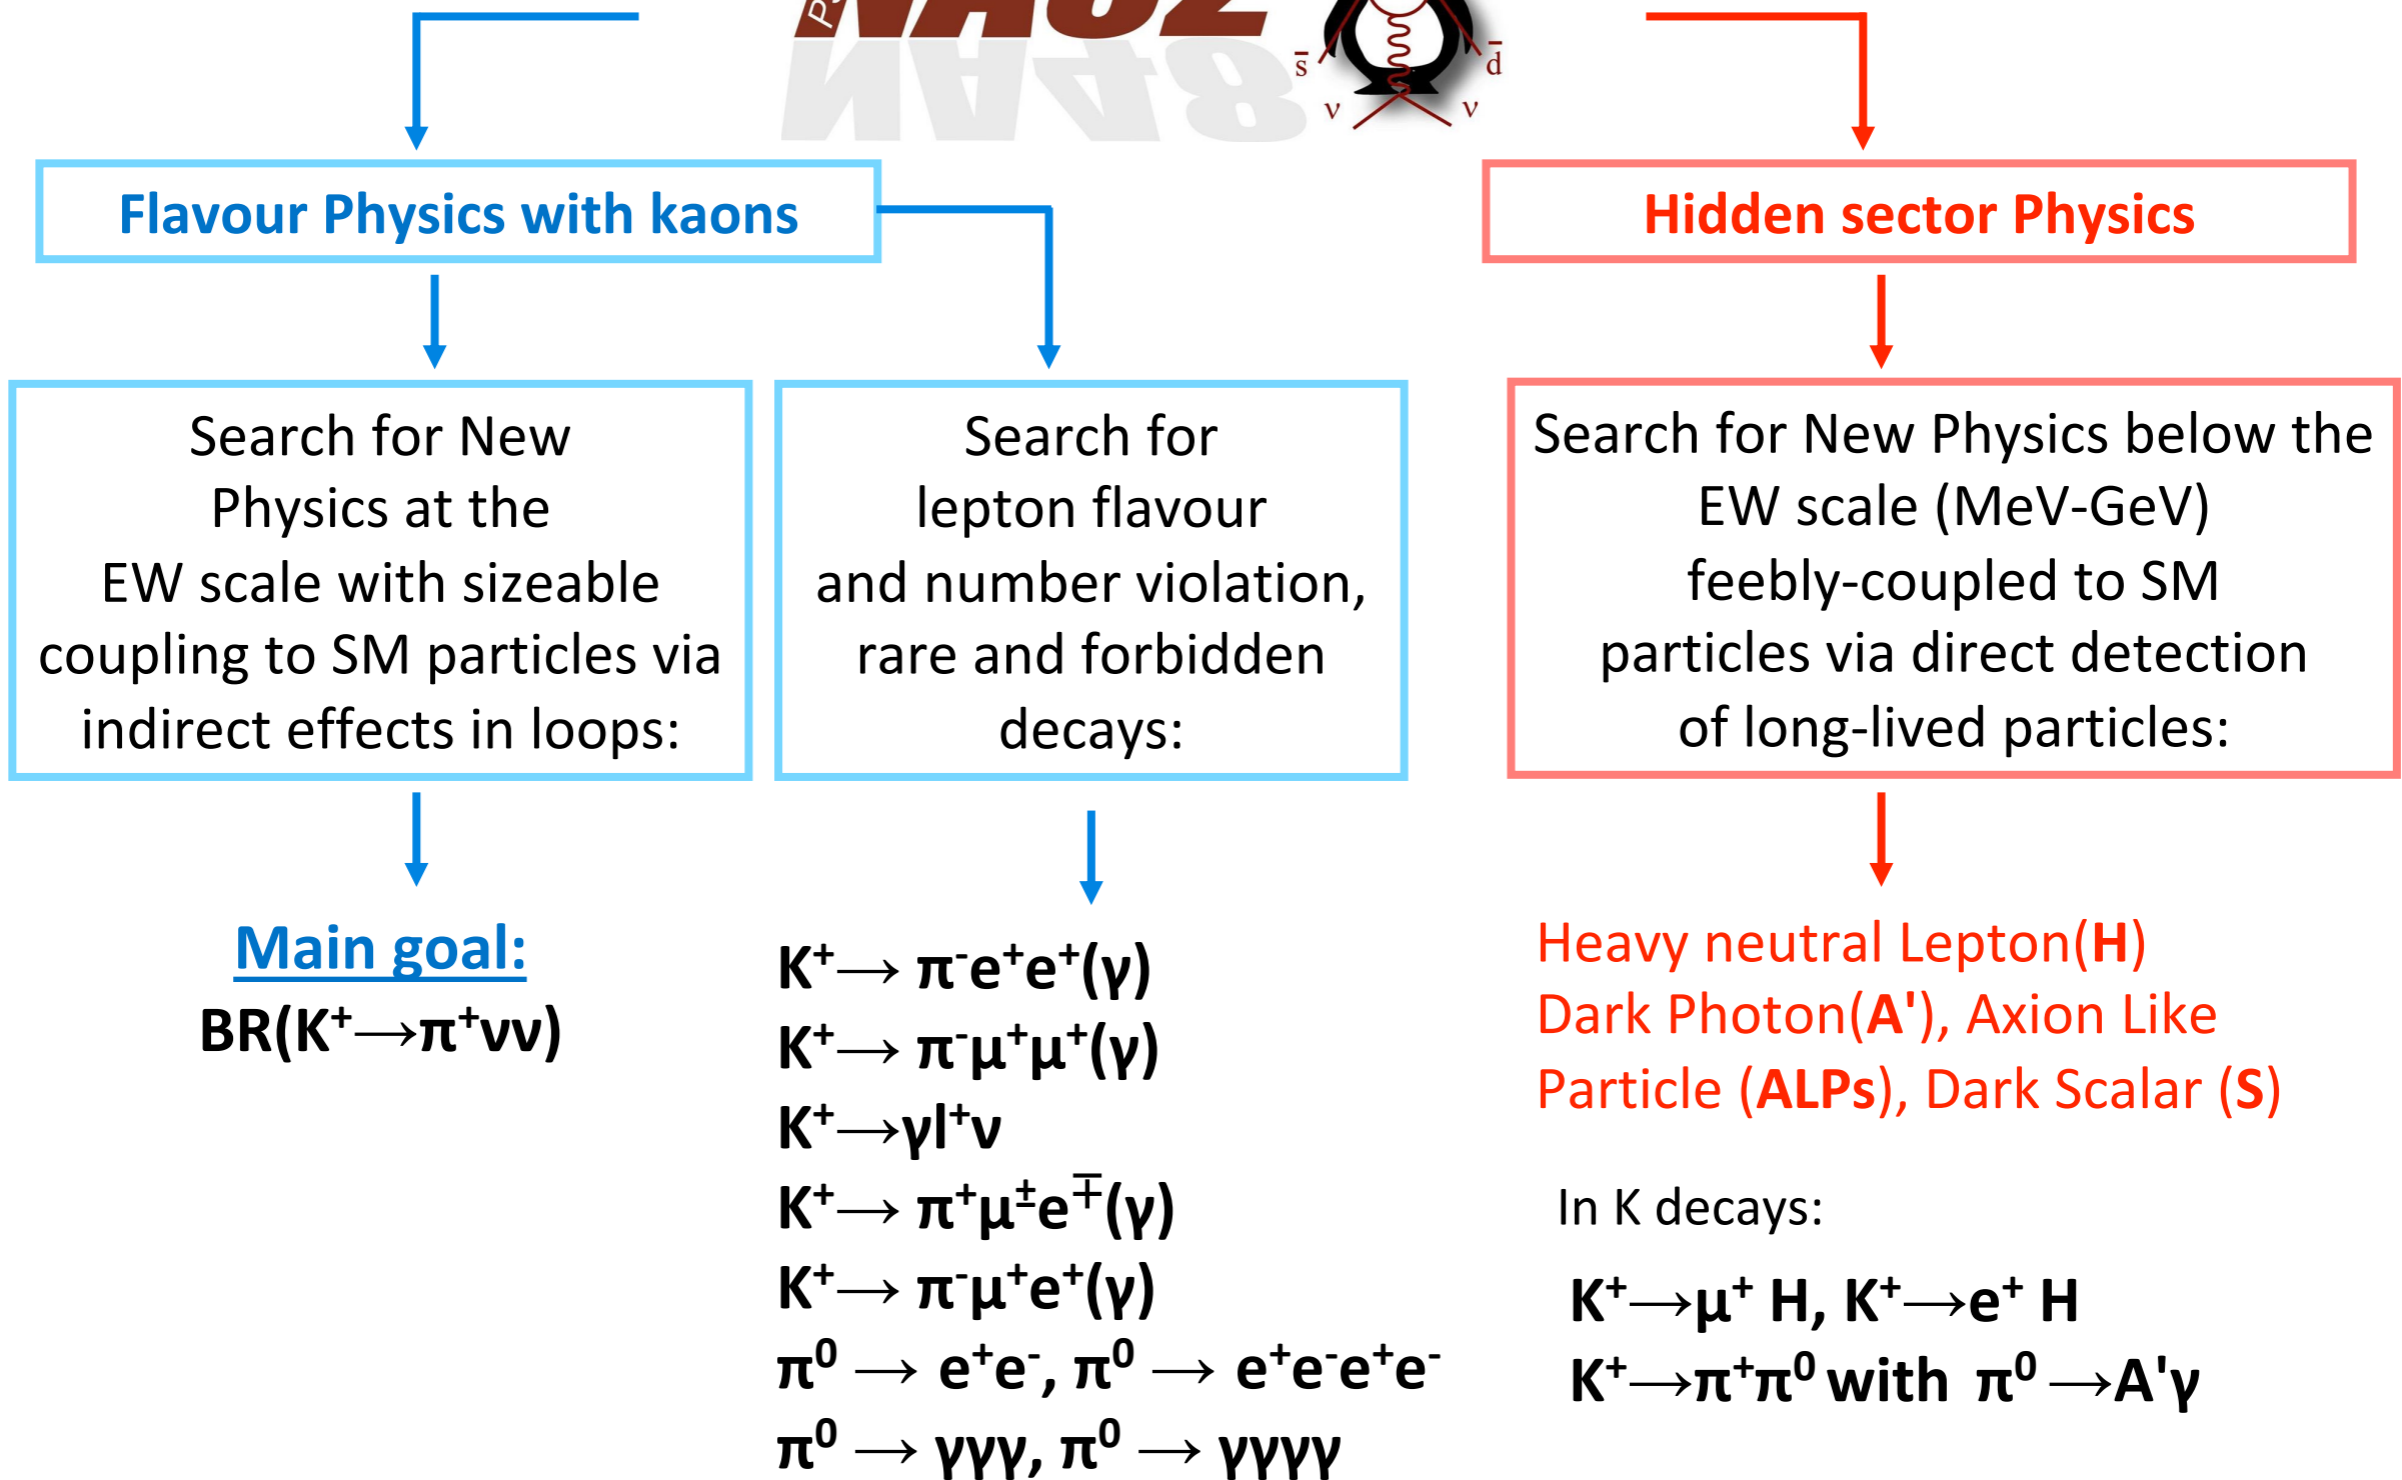 NA62
NA48
s̅
d̅
ν
ν
Flavour Physics with kaons
Hidden sector Physics
Search for New
Physics at the
EW scale with sizeable
coupling to SM particles via
indirect effects in loops:
Search for
lepton flavour
and number violation,
rare and forbidden
decays:
Search for New Physics below the
EW scale (MeV-GeV)
feebly-coupled to SM
particles via direct detection
of long-lived particles:
Main goal:
BR(K⁺→π⁺νν)
K⁺→ π⁻e⁺e⁺(γ)
K⁺→ π⁻μ⁺μ⁺(γ)
K⁺→γl⁺ν
K⁺→ π⁺μ±e∓(γ)
K⁺→ π⁻μ⁺e⁺(γ)
π⁰ → e⁺e⁻, π⁰ → e⁺e⁻e⁺e⁻
π⁰ → γγγ, π⁰ → γγγγ
Heavy neutral Lepton(H)
Dark Photon(A'), Axion Like
Particle (ALPs), Dark Scalar (S)
In K decays:
K⁺→μ⁺ H, K⁺→e⁺ H
K⁺→π⁺π⁰ with π⁰→A'γ